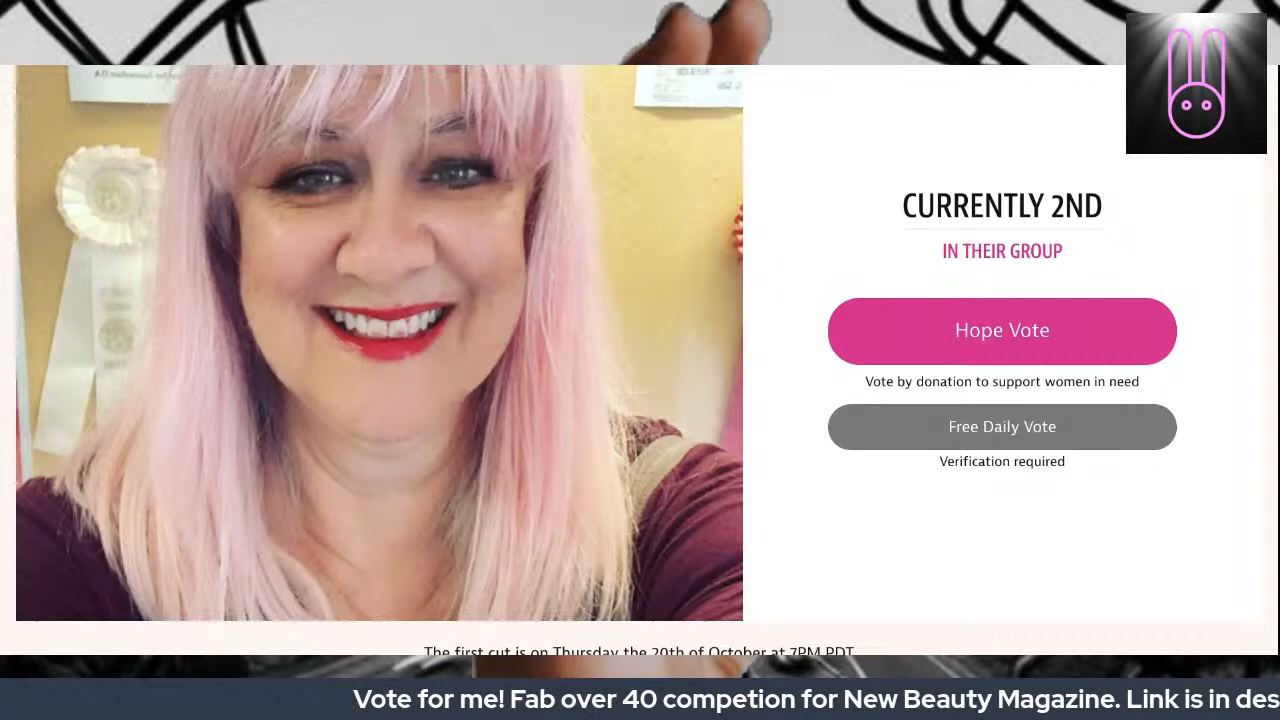 CURRENTLY 2ND
IN THEIR GROUP
Hope Vote
Vote by donation to support women in need
Free Daily Vote
Verification required
The first cut is on Thursday the 20th of October at 7PM PDT
Vote for me! Fab over 40 competion for New Beauty Magazine. Link is in des